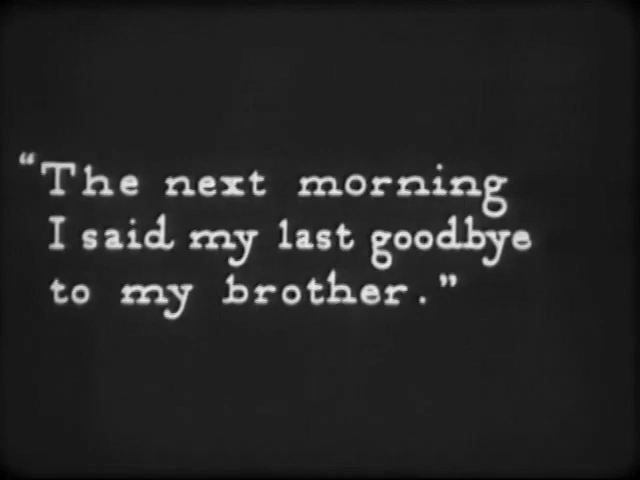 “The next morning
I said my last goodbye
to my brother.”